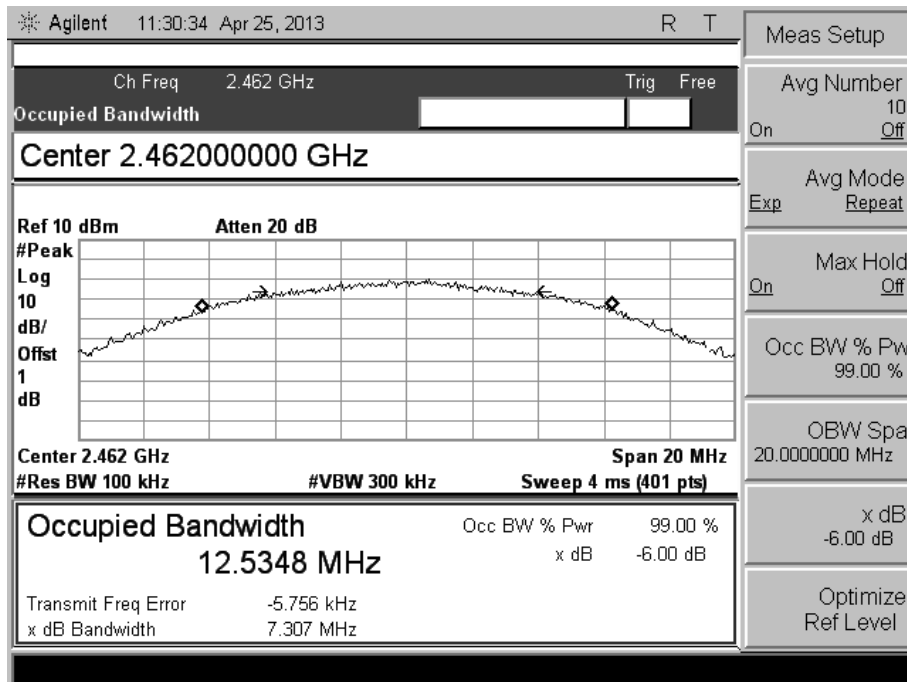 Agilent 11:30:34 Apr 25, 2013 R T
Ch Freq 2.462 GHz Trig Free
Occupied Bandwidth
Center 2.462000000 GHz
Ref 10 dBm Atten 20 dB
#Peak
Log
10
dB/
Offst
1
dB
Center 2.462 GHz Span 20 MHz
#Res BW 100 kHz #VBW 300 kHz Sweep 4 ms (401 pts)
Occupied Bandwidth
12.5348 MHz
Occ BW % Pwr 99.00 %
x dB -6.00 dB
Transmit Freq Error -5.756 kHz
x dB Bandwidth 7.307 MHz
Meas Setup
Avg Number
10
On Off
Avg Mode
Exp Repeat
Max Hold
On Off
Occ BW % Pw
99.00 %
OBW Spa
20.0000000 MHz
x dB
-6.00 dB
Optimize
Ref Level